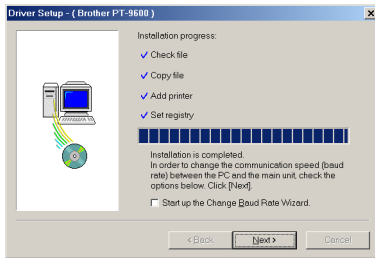 Driver Setup - ( Brother PT-9600 )
Installation progress:
✓ Check file
✓ Copy file
✓ Add printer
✓ Set registry
Installation is completed.
In order to change the communication speed (baud
rate) between the PC and the main unit, check the
options below. Click [Next].
Start up the Change Baud Rate Wizard.
< Back Next > Cancel